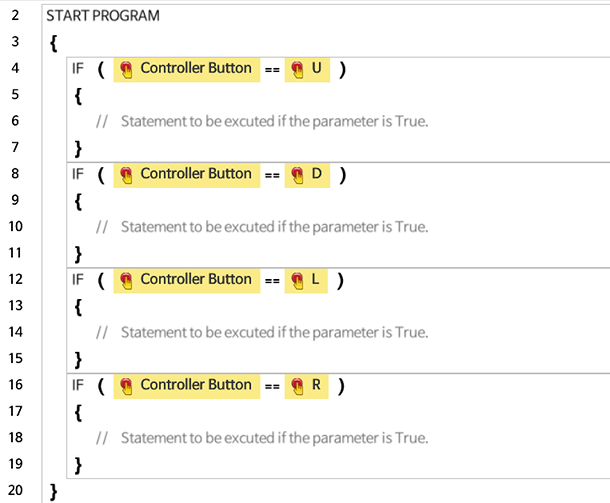 2 START PROGRAM
3 {
4 IF ( Controller Button == U )
5 {
6 // Statement to be excuted if the parameter is True.
7 }
8 IF ( Controller Button == D )
9 {
10 // Statement to be excuted if the parameter is True.
11 }
12 IF ( Controller Button == L )
13 {
14 // Statement to be excuted if the parameter is True.
15 }
16 IF ( Controller Button == R )
17 {
18 // Statement to be excuted if the parameter is True.
19 }
20 }